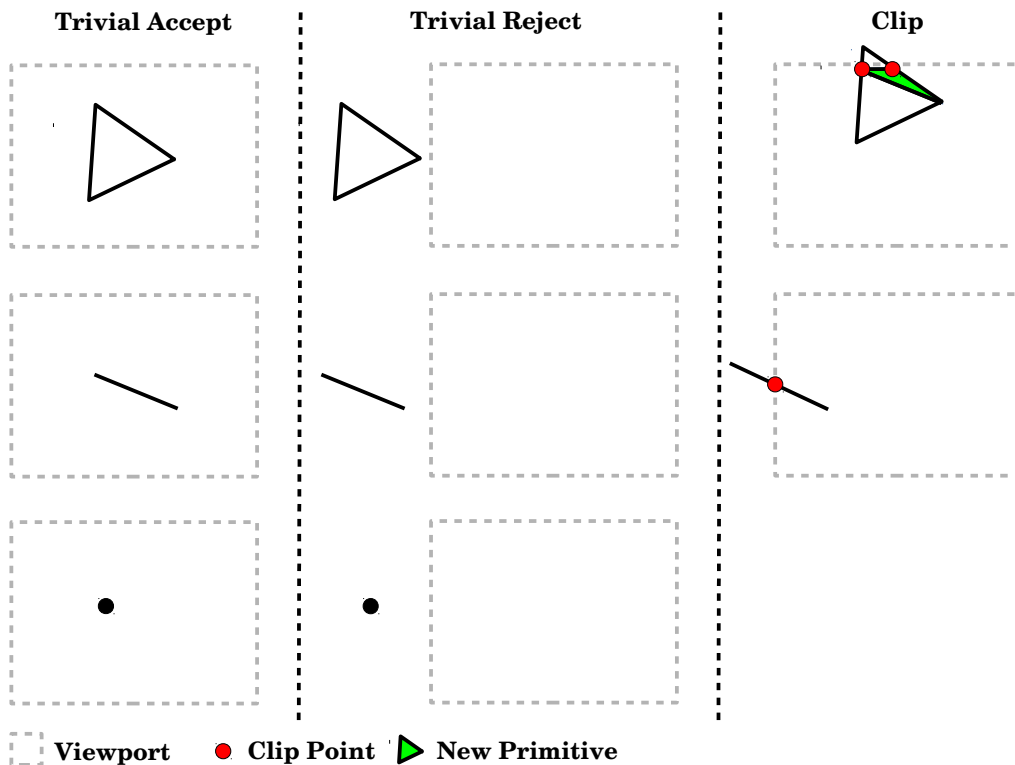 Trivial Accept
Trivial Reject
Clip
Viewport
Clip Point
New Primitive